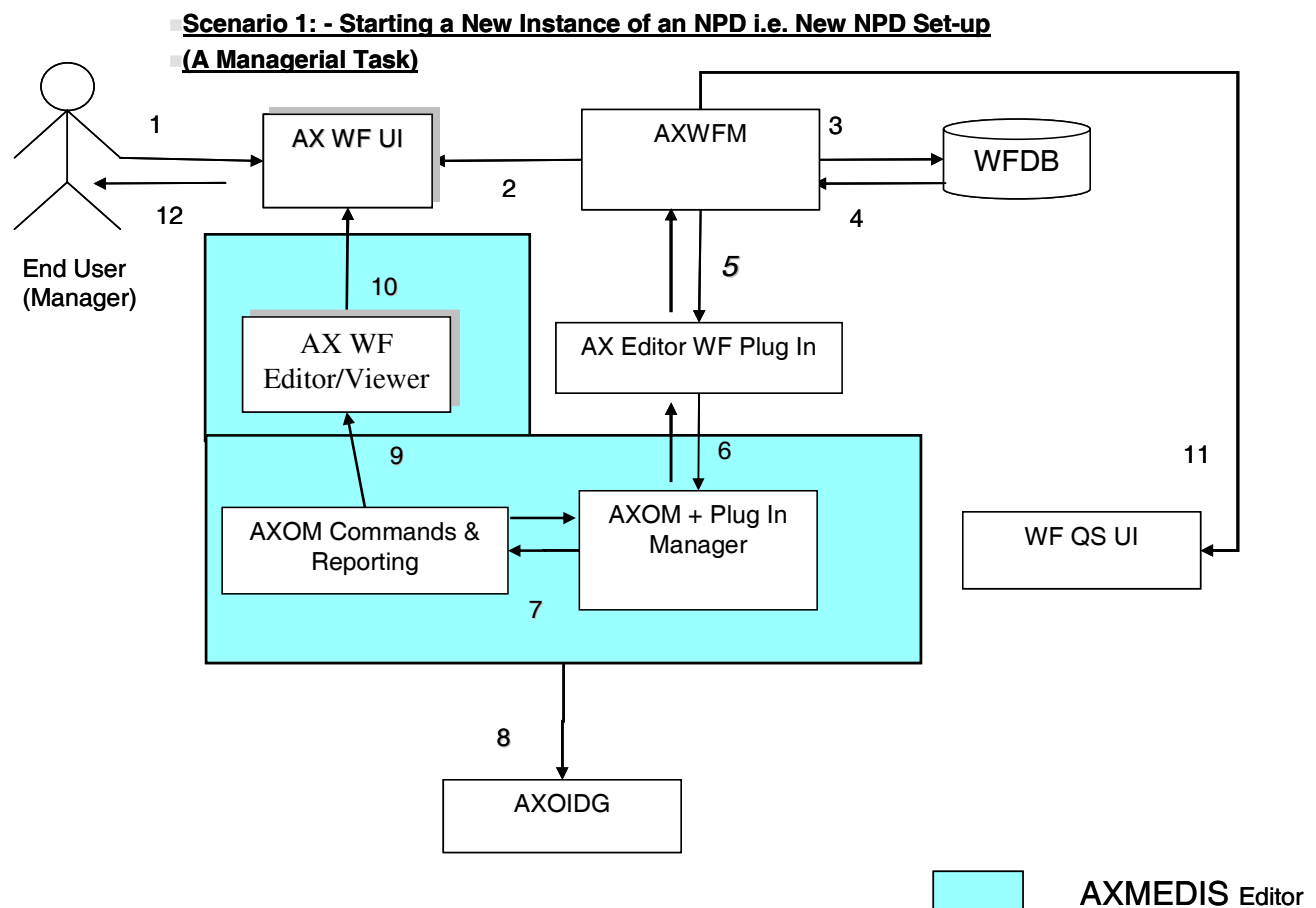 Scenario 1: - Starting a New Instance of an NPD i.e. New NPD Set-up
(A Managerial Task)
1
AX WF UI
AXWFM
3
WFDB
2
12
4
End User
(Manager)
5
10
AX WF
Editor/Viewer
AX Editor WF Plug In
9
6
11
AXOM Commands &
Reporting
AXOM + Plug In
Manager
WF QS UI
7
8
AXOIDG
AXMEDIS Editor